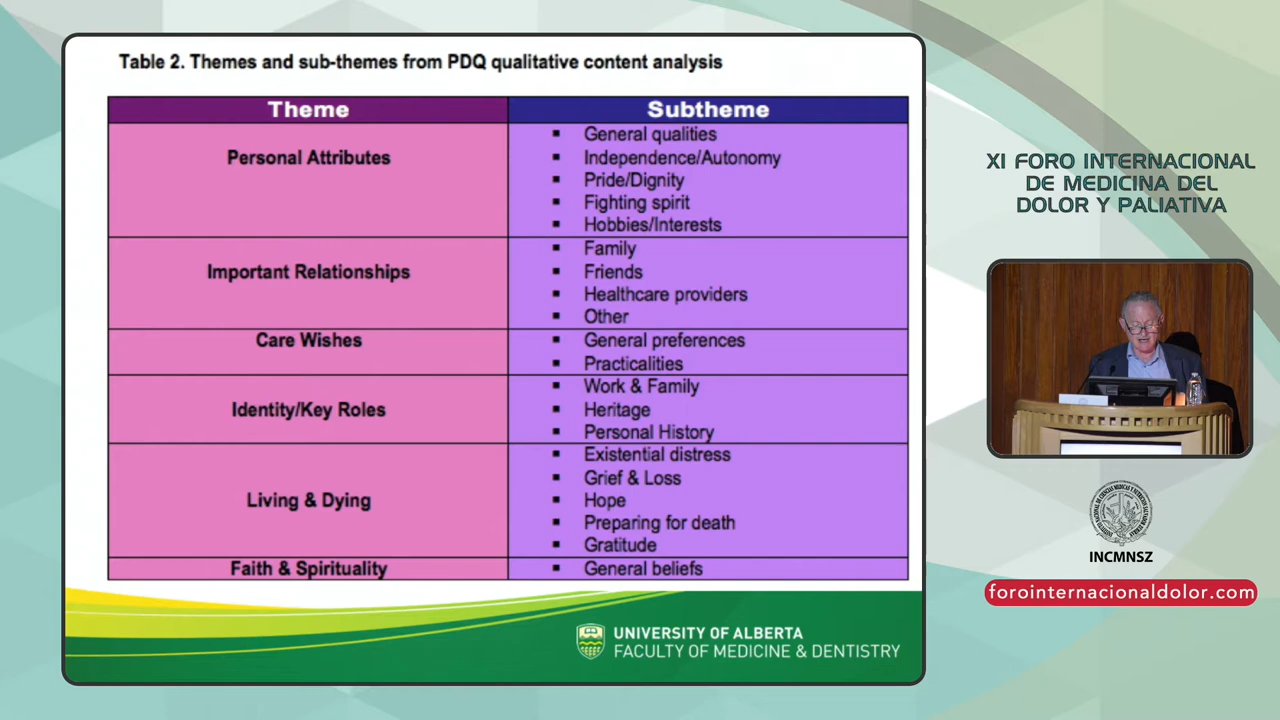 Table 2. Themes and sub-themes from PDQ qualitative content analysis
Theme
Subtheme
Personal Attributes
▪ General qualities
▪ Independence/Autonomy
▪ Pride/Dignity
▪ Fighting spirit
▪ Hobbies/Interests
Important Relationships
▪ Family
▪ Friends
▪ Healthcare providers
▪ Other
Care Wishes
▪ General preferences
▪ Practicalities
Identity/Key Roles
▪ Work & Family
▪ Heritage
▪ Personal History
Living & Dying
▪ Existential distress
▪ Grief & Loss
▪ Hope
▪ Preparing for death
▪ Gratitude
Faith & Spirituality
▪ General beliefs
UNIVERSITY OF ALBERTA
FACULTY OF MEDICINE & DENTISTRY
XI FORO INTERNACIONAL
DE MEDICINA DEL
DOLOR Y PALIATIVA
INCMNSZ
forointernacionaldolor.com